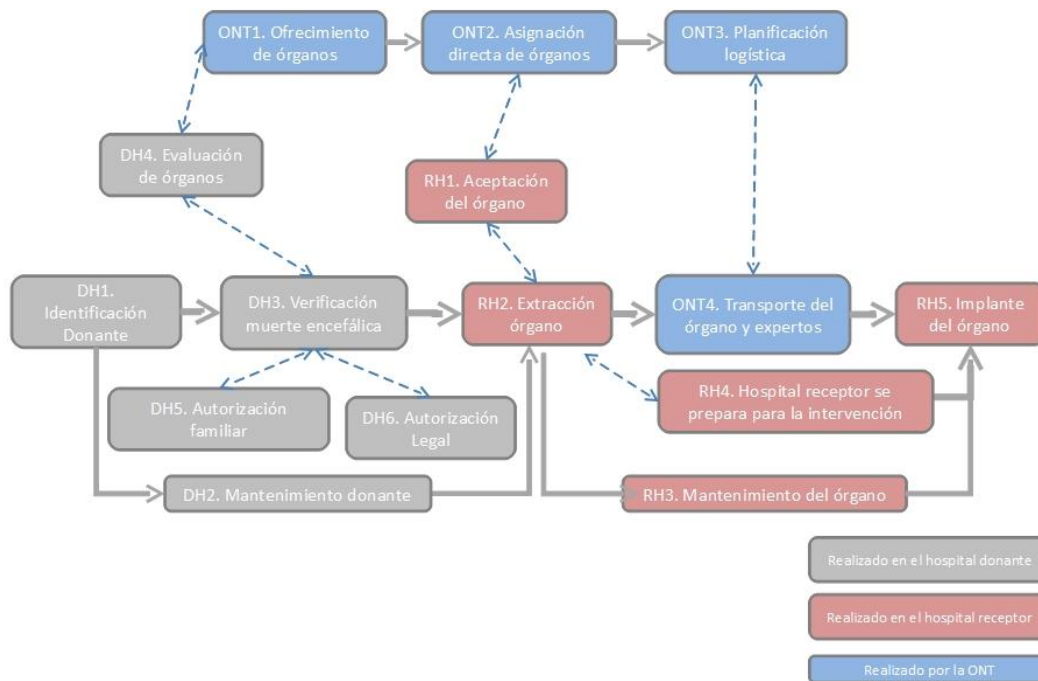 ONT1. Ofrecimiento
de órganos
ONT2. Asignación
directa de órganos
ONT3. Planificación
logística
DH4. Evaluación
de órganos
RH1. Aceptación
del órgano
DH1.
Identificación
Donante
DH3. Verificación
muerte encefálica
RH2. Extracción
órgano
ONT4. Transporte del
órgano y expertos
RH5. Implante
del órgano
DH5. Autorización
familiar
DH6. Autorización
Legal
RH4. Hospital receptor se
prepara para la intervención
DH2. Mantenimiento donante
RH3. Mantenimiento del órgano
Realizado en el hospital donante
Realizado en el hospital receptor
Realizado por la ONT